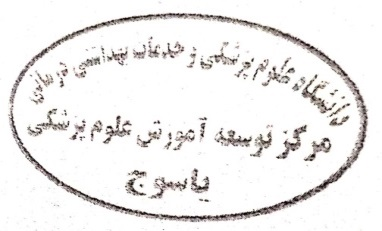 دانشگاه علوم پزشکی و خدمات بهداشتی درمانی
مرکز توسعه آموزش علوم پزشکی
یاسوج